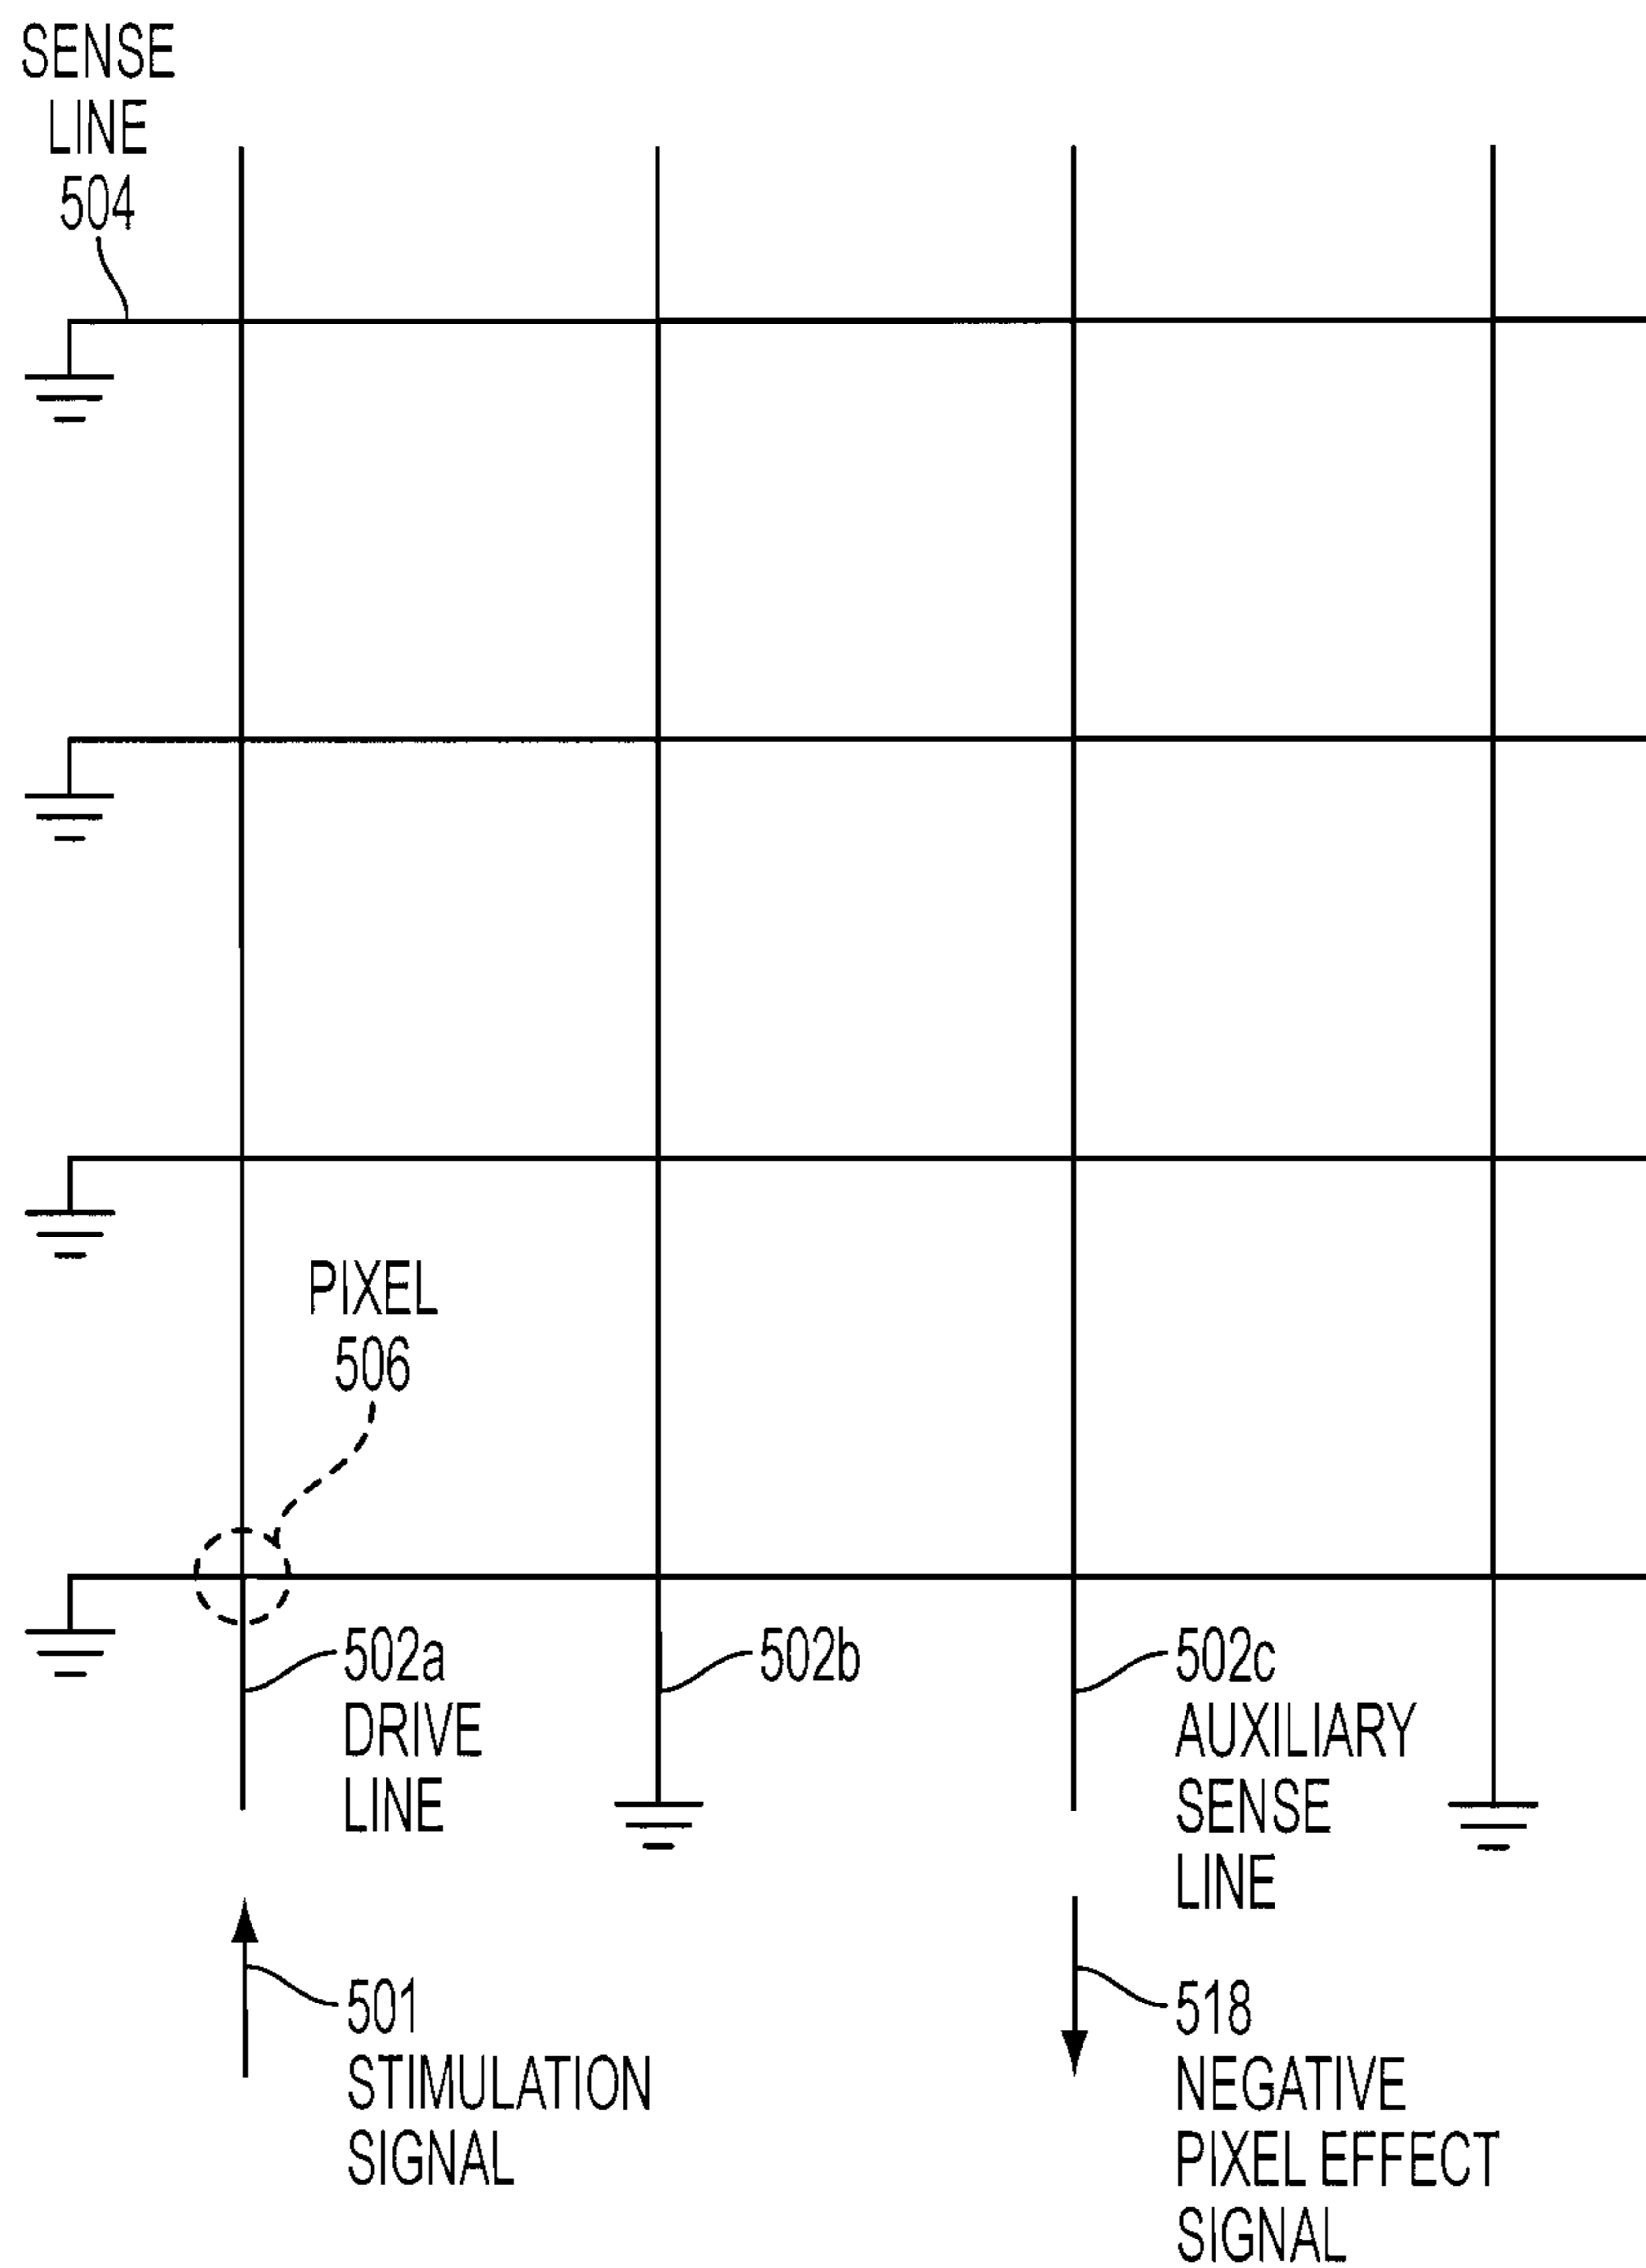 SENSE
LINE
504
PIXEL
506
502a
DRIVE
LINE
502b
502c
AUXILIARY
SENSE
LINE
501
STIMULATION
SIGNAL
518
NEGATIVE
PIXEL EFFECT
SIGNAL